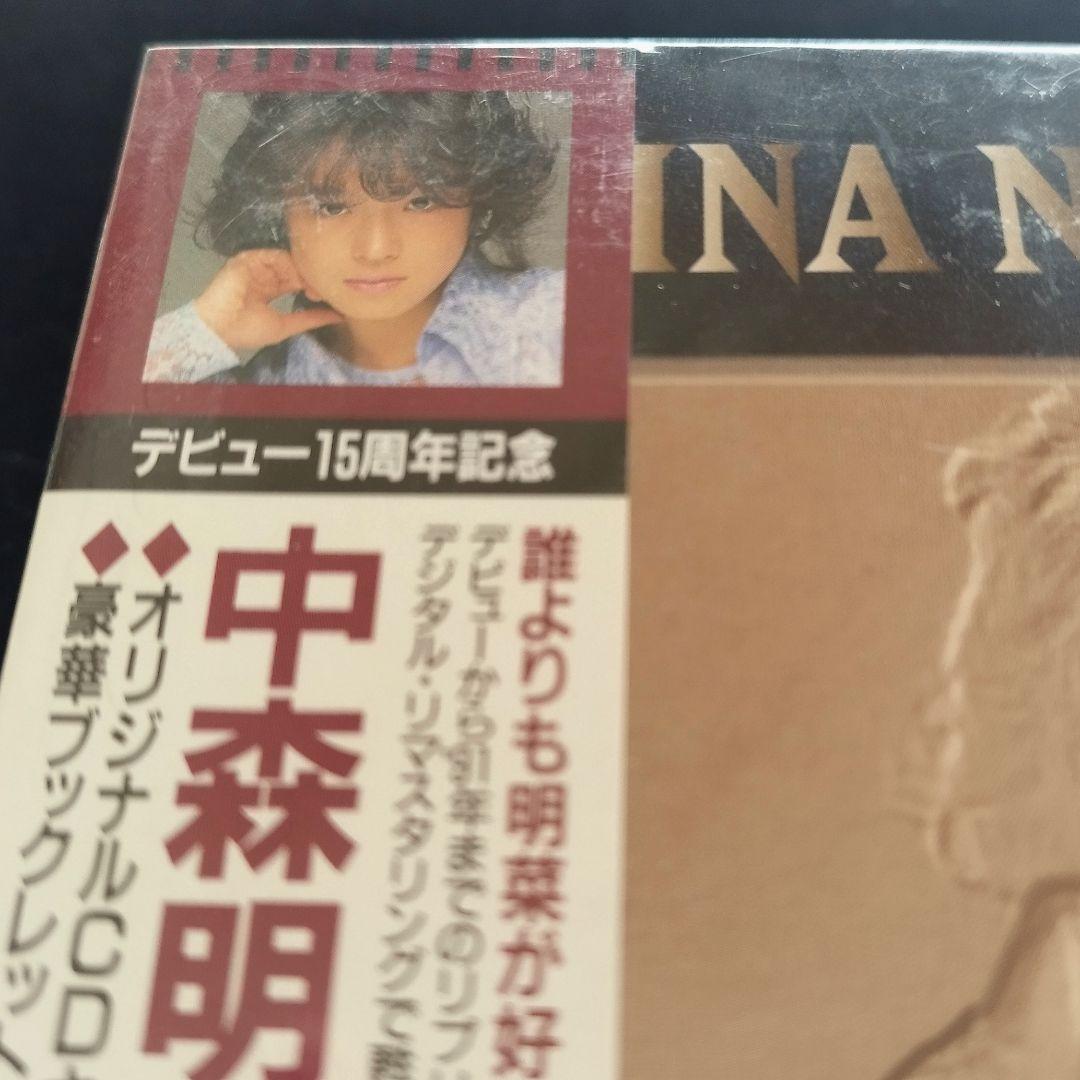 INA N
デビュー15周年記念
誰よりも明菜が好
デビューから91年までのリプ
デジタル・リマスタリングで
中森明
◆オリジナルCD
◆豪華ブックレット